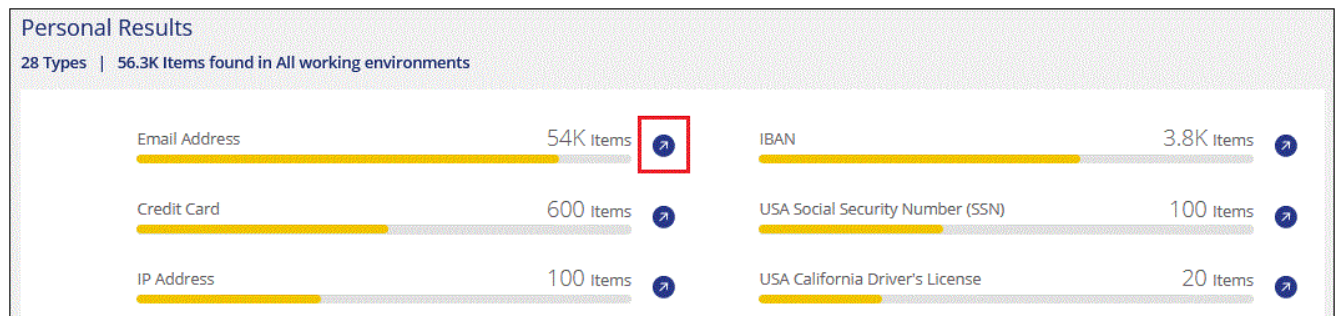 Personal Results
28 Types | 56.3K Items found in All working environments
Email Address 54K Items
IBAN 3.8K Items
Credit Card 600 Items
USA Social Security Number (SSN) 100 Items
IP Address 100 Items
USA California Driver's License 20 Items